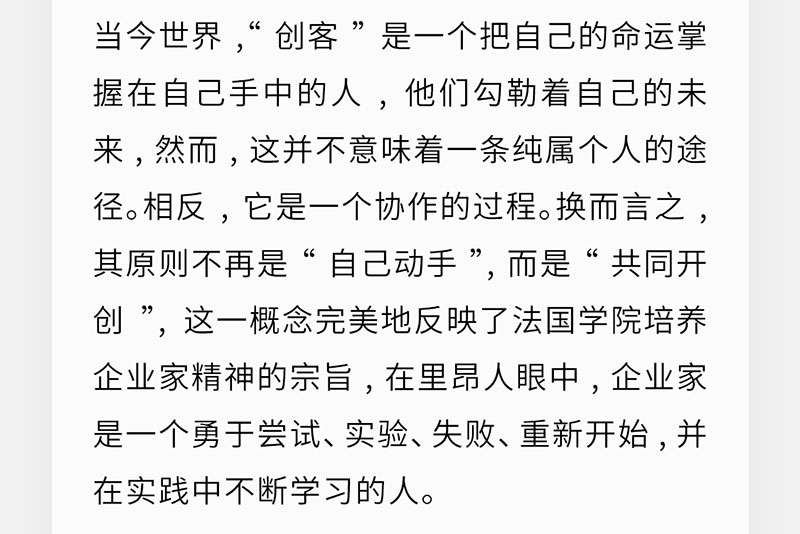 当今世界，“创客”是一个把自己的命运掌
握在自己手中的人，他们勾勒着自己的未
来，然而，这并不意味着一条纯属个人的途
径。相反，它是一个协作的过程。换而言之，
其原则不再是“自己动手”，而是“共同开
创”，这一概念完美地反映了法国学院培养
企业家精神的宗旨，在里昂人眼中，企业家
是一个勇于尝试、实验、失败、重新开始，并
在实践中不断学习的人。